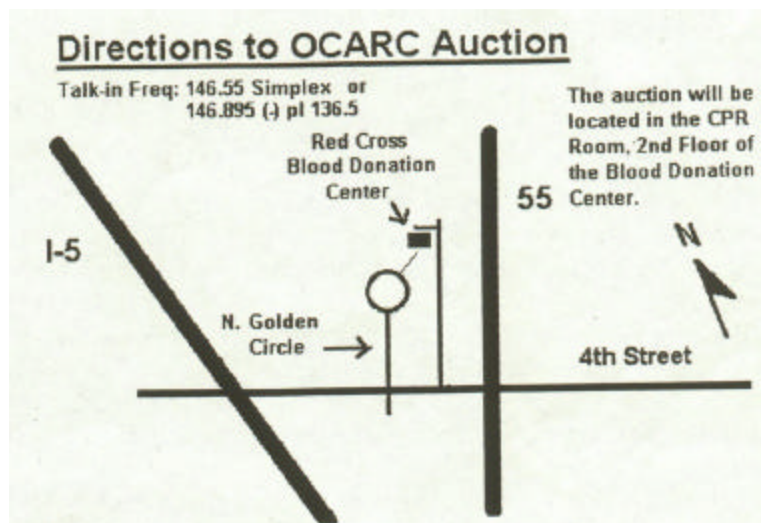 Directions to OCARC Auction
Talk-in Freq: 146.55 Simplex or
146.895 (-) pl 136.5
The auction will be
located in the CPR
Room, 2nd Floor of
the Blood Donation
Center.
Red Cross
Blood Donation
Center
55
I-5
N
N. Golden
Circle
4th Street